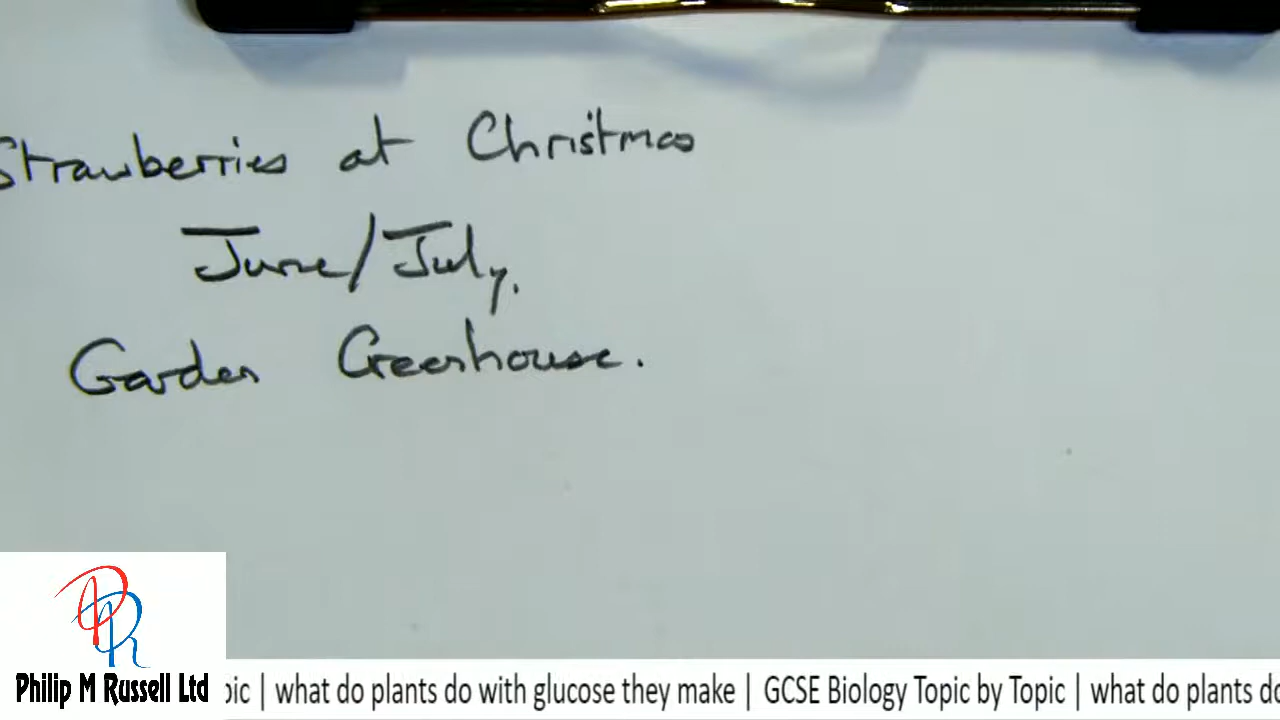 Strawberries at Christmas
June/July.
Garden Greenhouse.
Philip M Russell Ltd
pic | what do plants do with glucose they make | GCSE Biology Topic by Topic | what do plants do